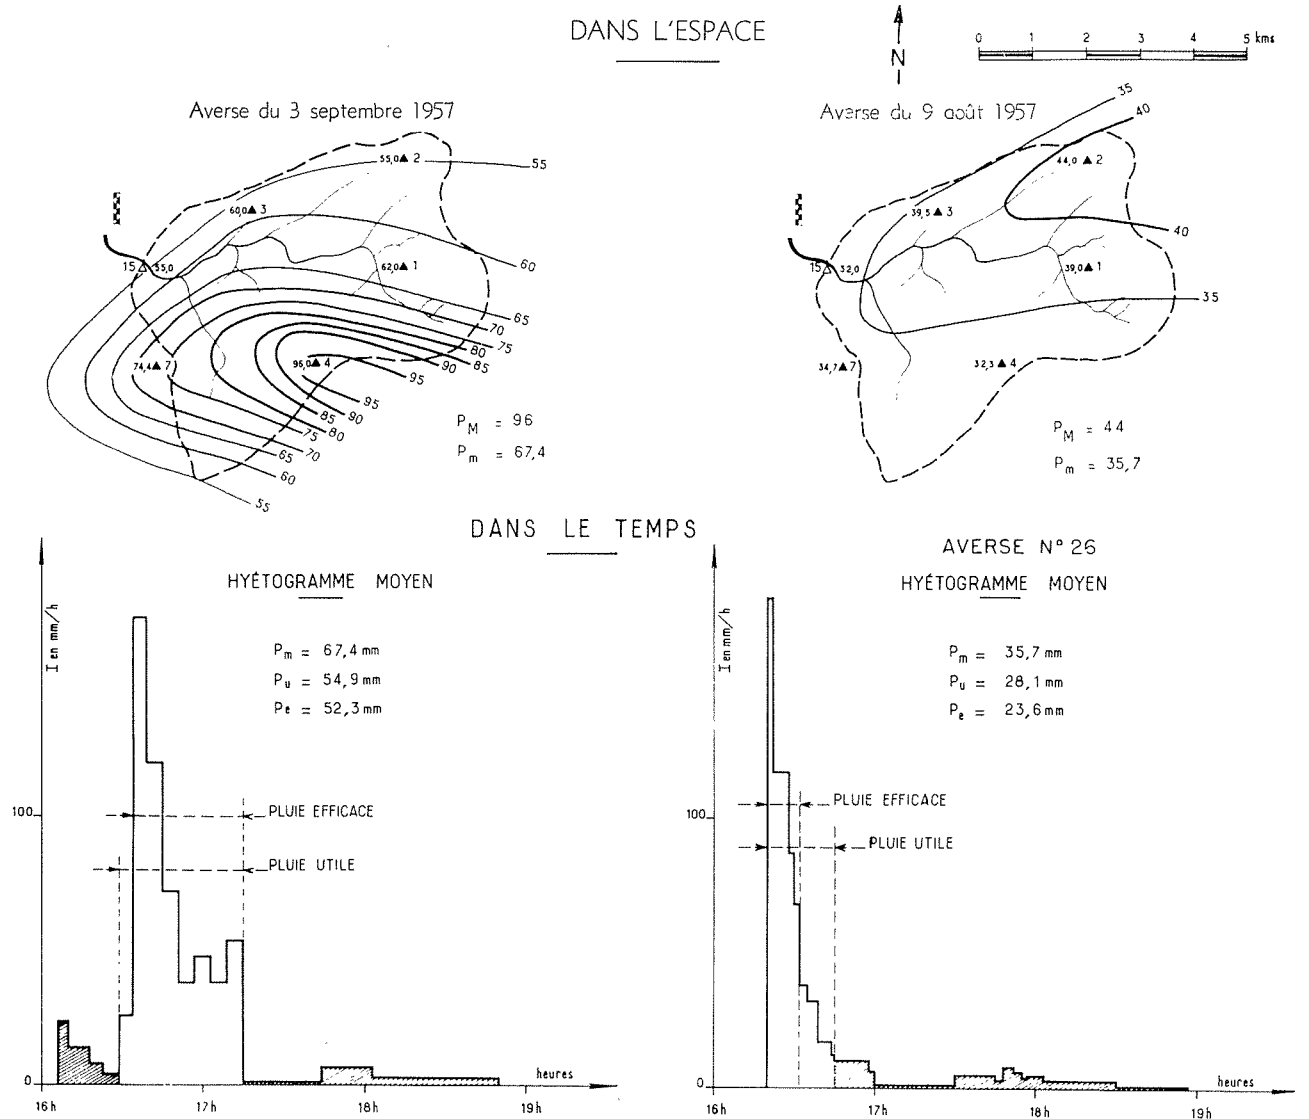 DANS L'ESPACE
N
0 1 2 3 4 5 kms
Averse du 3 septembre 1957
55,0 2
55
60,0 3
15 55,0
62,0 1
60
65
70
75
80
85
90
95
74,4 7
96,0 4
95
90
85
80
75
70
65
60
55
P_M = 96
P_m = 67,4
Averse du 9 août 1957
35
40
44,0 2
39,5 3
40
15 32,0
39,0 1
35
34,7 7
32,3 4
P_M = 44
P_m = 35,7
DANS LE TEMPS
HYÉTOGRAMME MOYEN
I en mm/h
P_m = 67,4 mm
P_u = 54,9 mm
P_e = 52,3 mm
100
PLUIE EFFICACE
PLUIE UTILE
0
heures
16h 17h 18h 19h
AVERSE N° 26
HYÉTOGRAMME MOYEN
I en mm/h
P_m = 35,7 mm
P_u = 28,1 mm
P_e = 23,6 mm
100
PLUIE EFFICACE
PLUIE UTILE
0
heures
16h 17h 18h 19h